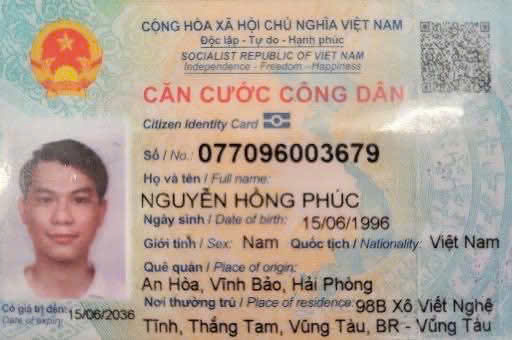 CỘNG HÒA XÃ HỘI CHỦ NGHĨA VIỆT NAM
Độc lập - Tự do - Hạnh phúc
SOCIALIST REPUBLIC OF VIET NAM
Independence - Freedom - Happiness
CĂN CƯỚC CÔNG DÂN
Citizen Identity Card
Số / No.: 077096003679
Họ và tên / Full name:
NGUYỄN HỒNG PHÚC
Ngày sinh / Date of birth: 15/06/1996
Giới tính / Sex: Nam Quốc tịch / Nationality: Việt Nam
Quê quán / Place of origin:
An Hòa, Vĩnh Bảo, Hải Phòng
Nơi thường trú / Place of residence: 98B Xô Viết Nghệ
Tĩnh, Thắng Tam, Vũng Tàu, BR - Vũng Tàu
Có giá trị đến: 15/06/2036
Date of expiry